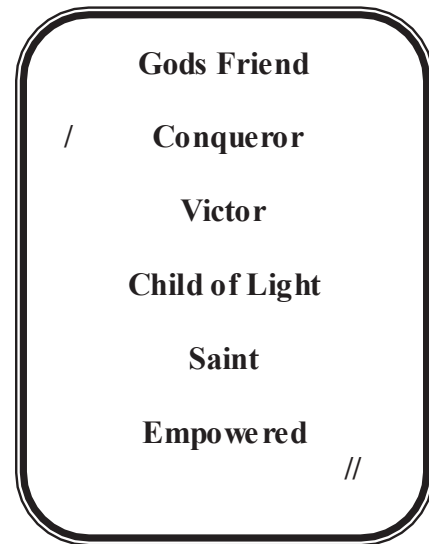 Gods Friend
/ Conqueror
Victor
Child of Light
Saint
Empowered
//